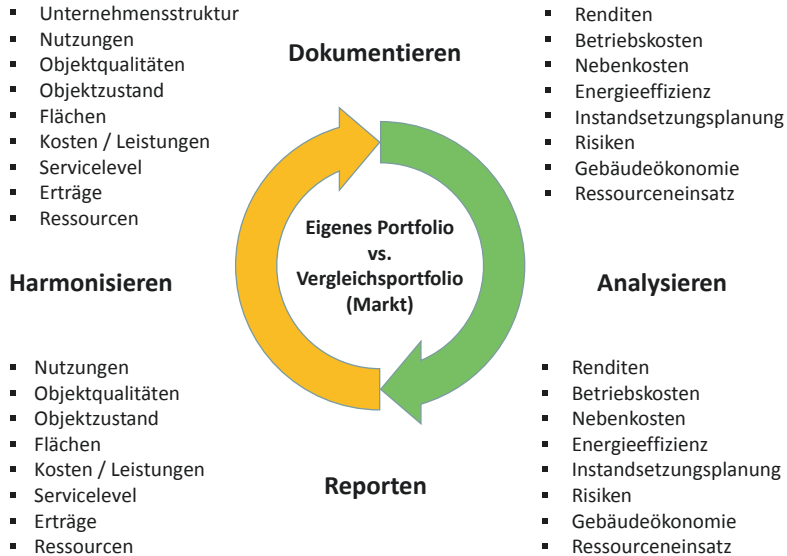 Unternehmensstruktur
Nutzungen
Objektqualitäten
Objektzustand
Flächen
Kosten / Leistungen
Servicelevel
Erträge
Ressourcen
Dokumentieren
Renditen
Betriebskosten
Nebenkosten
Energieeffizienz
Instandsetzungsplanung
Risiken
Gebäudeökonomie
Ressourceneinsatz
Harmonisieren
Eigenes Portfolio
vs.
Vergleichsportfolio
(Markt)
Analysieren
Nutzungen
Objektqualitäten
Objektzustand
Flächen
Kosten / Leistungen
Servicelevel
Erträge
Ressourcen
Reporten
Renditen
Betriebskosten
Nebenkosten
Energieeffizienz
Instandsetzungsplanung
Risiken
Gebäudeökonomie
Ressourceneinsatz